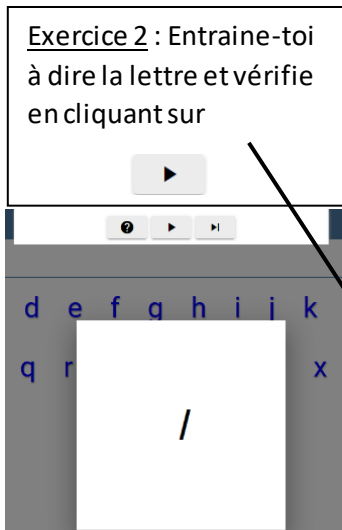 Exercice 2 : Entraine-toi
à dire la lettre et vérifie
en cliquant sur
d e f g h i j k
q r x
l